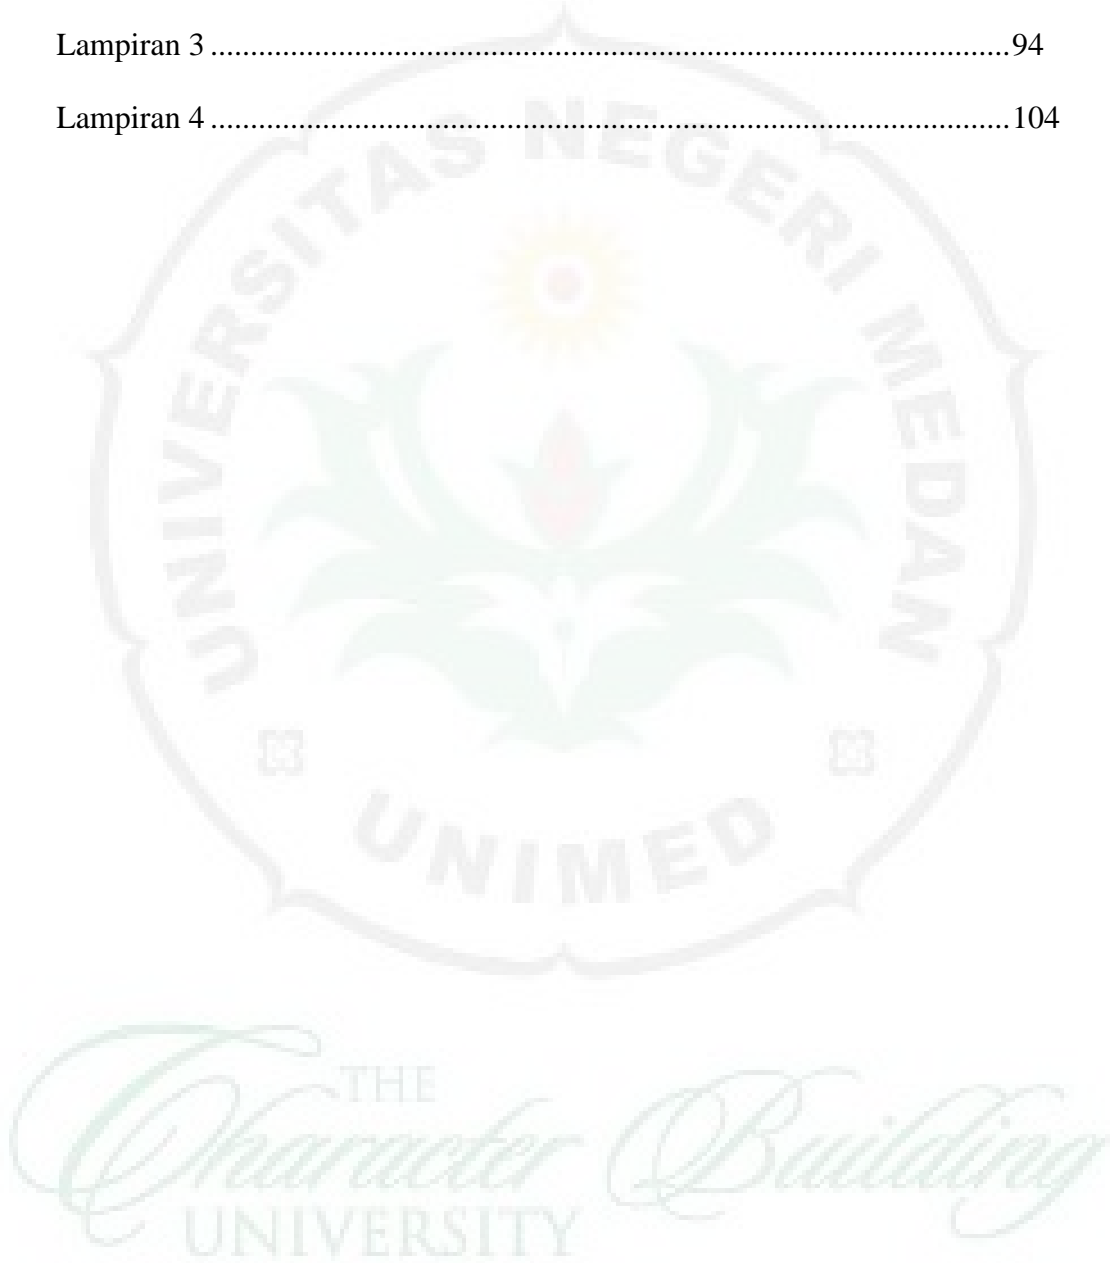 Lampiran 3 ....................................................................................................94
Lampiran 4 ....................................................................................................104
UNIVERSITAS NEGERI MEDAN
UNIMED
THE
Character Building
UNIVERSITY